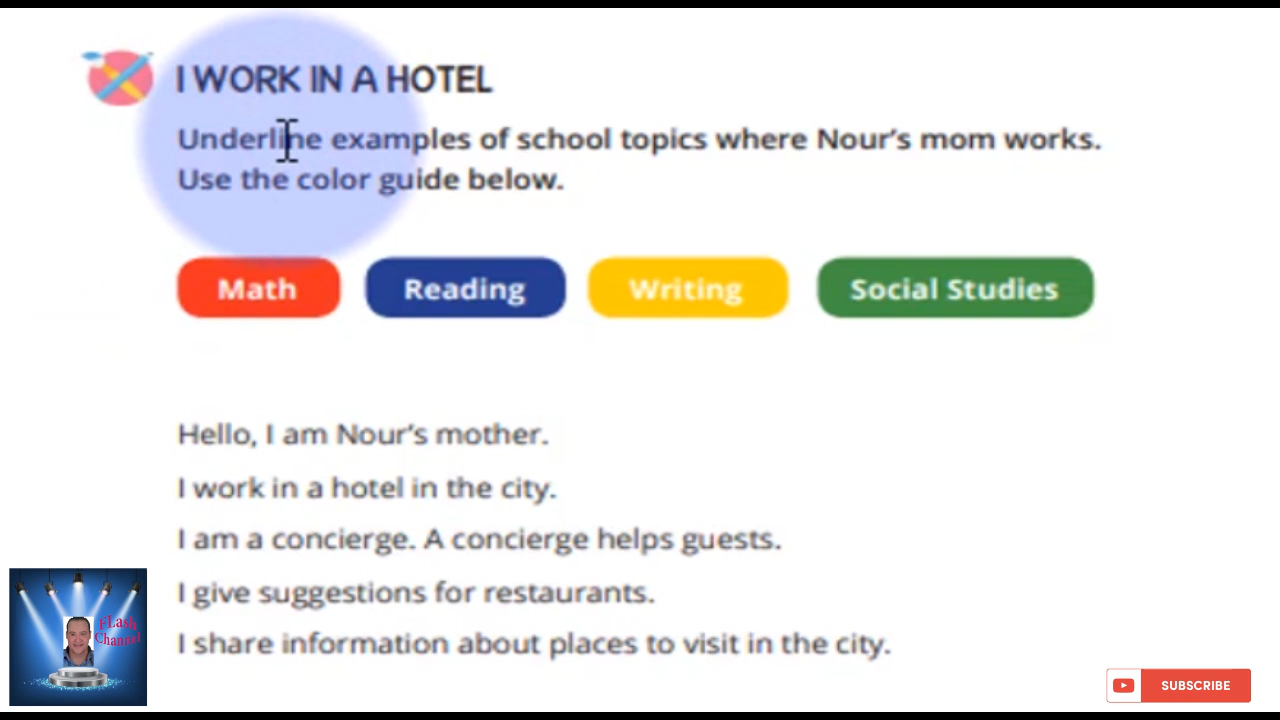 I WORK IN A HOTEL
Underline examples of school topics where Nour's mom works.
Use the color guide below.
Math Reading Writing Social Studies
Hello, I am Nour's mother.
I work in a hotel in the city.
I am a concierge. A concierge helps guests.
I give suggestions for restaurants.
I share information about places to visit in the city.
FLash
Channel
SUBSCRIBE